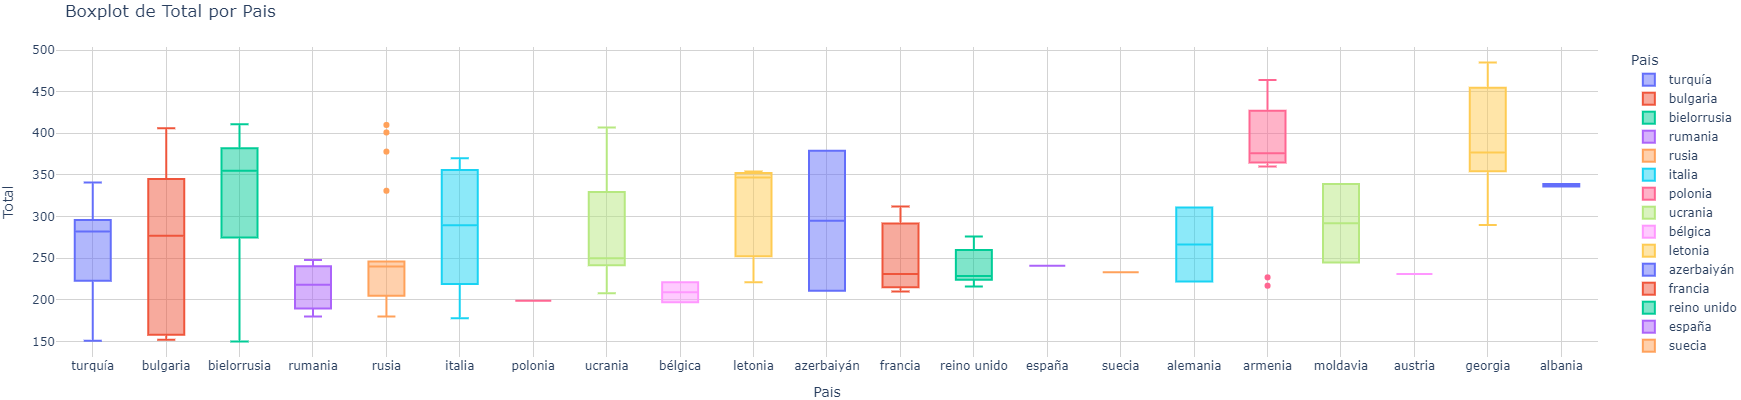 Boxplot de Total por Pais
500
450
400
350
300
250
200
150
Total
turquía bulgaria bielorrusia rumania rusia italia polonia ucrania bélgica letonia azerbaiyán francia reino unido españa suecia alemania armenia moldavia austria georgia albania
Pais
Pais
turquía
bulgaria
bielorrusia
rumania
rusia
italia
polonia
ucrania
bélgica
letonia
azerbaiyán
francia
reino unido
españa
suecia